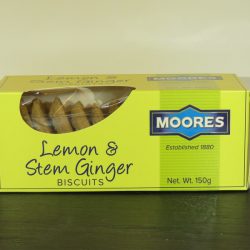 Lemon &
Stem Ginger
BISCUITS
MOORES
Established 1880
Net. Wt. 150g